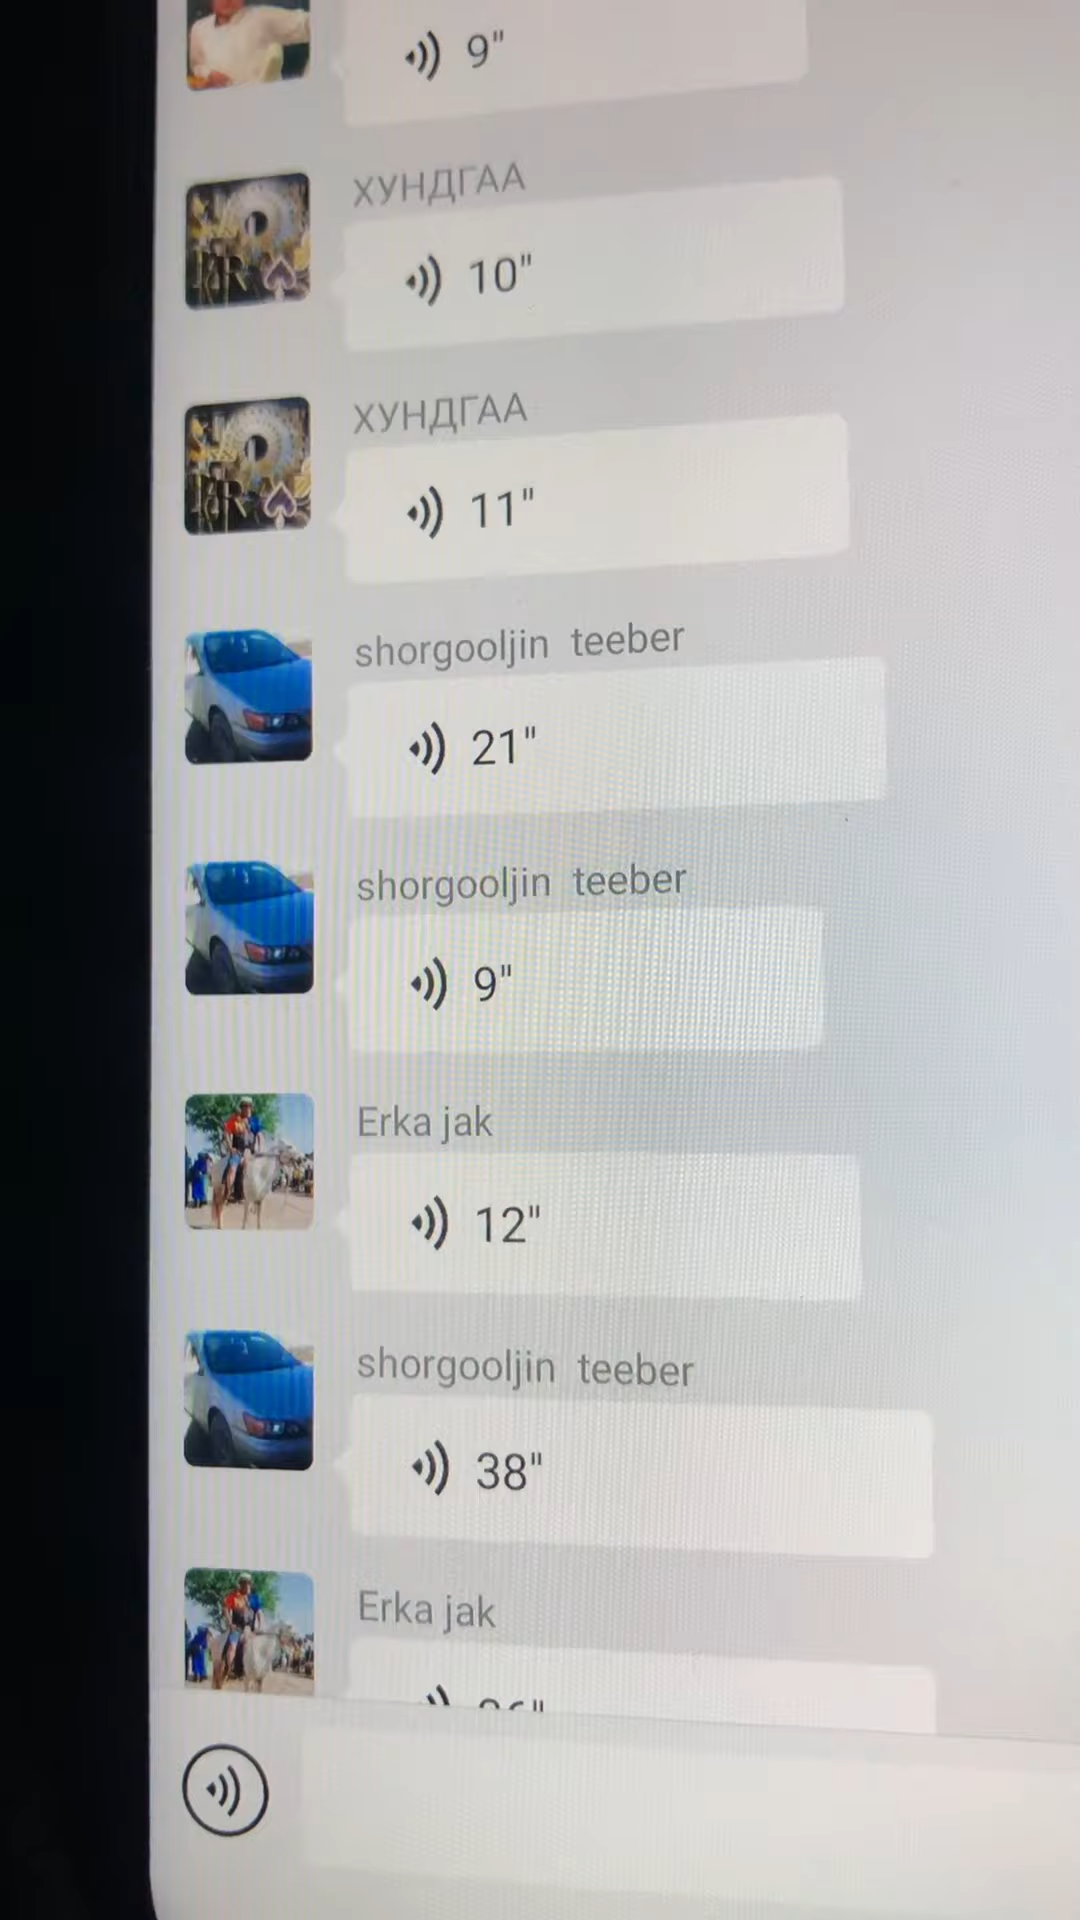 9"
ХУНДГАА
10"
ХУНДГАА
11"
shorgooljin teeber
21"
shorgooljin teeber
9"
Erka jak
12"
shorgooljin teeber
38"
Erka jak